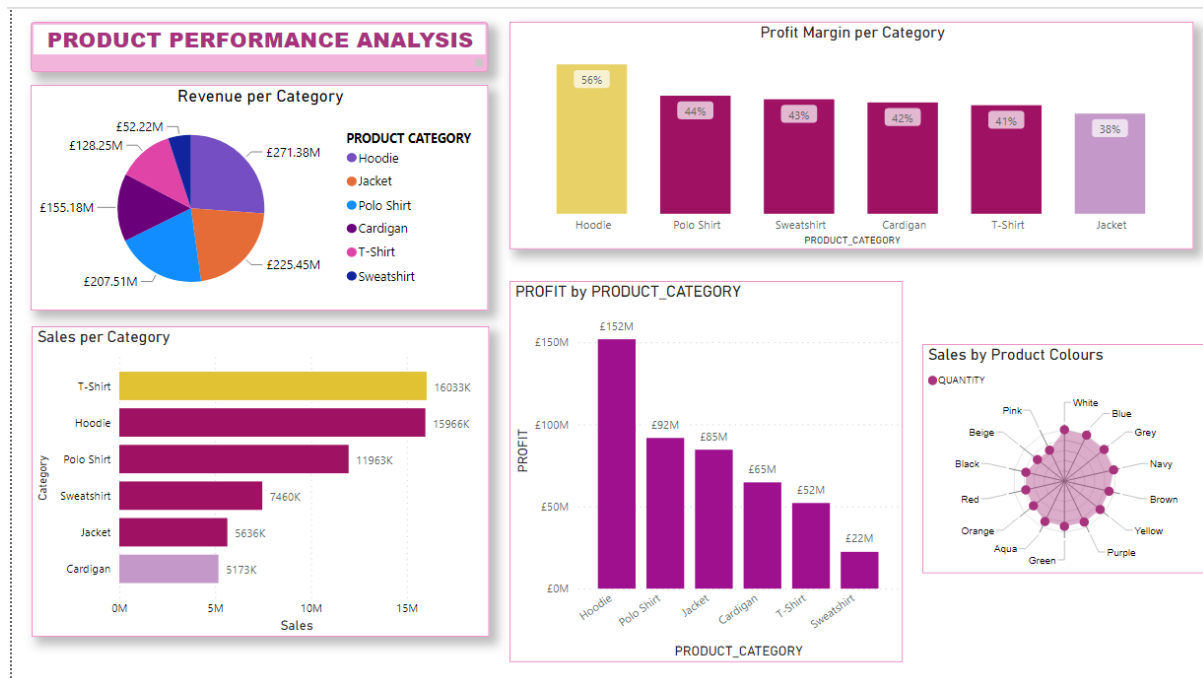 PRODUCT PERFORMANCE ANALYSIS
Revenue per Category
£52.22M
£128.25M
£155.18M
£207.51M
£271.38M
£225.45M
PRODUCT CATEGORY
Hoodie
Jacket
Polo Shirt
Cardigan
T-Shirt
Sweatshirt
Profit Margin per Category
56%
44%
43%
42%
41%
38%
Hoodie
Polo Shirt
Sweatshirt
Cardigan
T-Shirt
Jacket
PRODUCT_CATEGORY
Sales per Category
Category
T-Shirt
16033K
Hoodie
15966K
Polo Shirt
11963K
Sweatshirt
7460K
Jacket
5636K
Cardigan
5173K
0M
5M
10M
15M
Sales
PROFIT by PRODUCT_CATEGORY
PROFIT
£150M
£100M
£50M
£0M
£152M
£92M
£85M
£65M
£52M
£22M
Hoodie
Polo Shirt
Jacket
Cardigan
T-Shirt
Sweatshirt
PRODUCT_CATEGORY
Sales by Product Colours
QUANTITY
White
Blue
Grey
Navy
Brown
Yellow
Purple
Green
Aqua
Orange
Red
Black
Beige
Pink